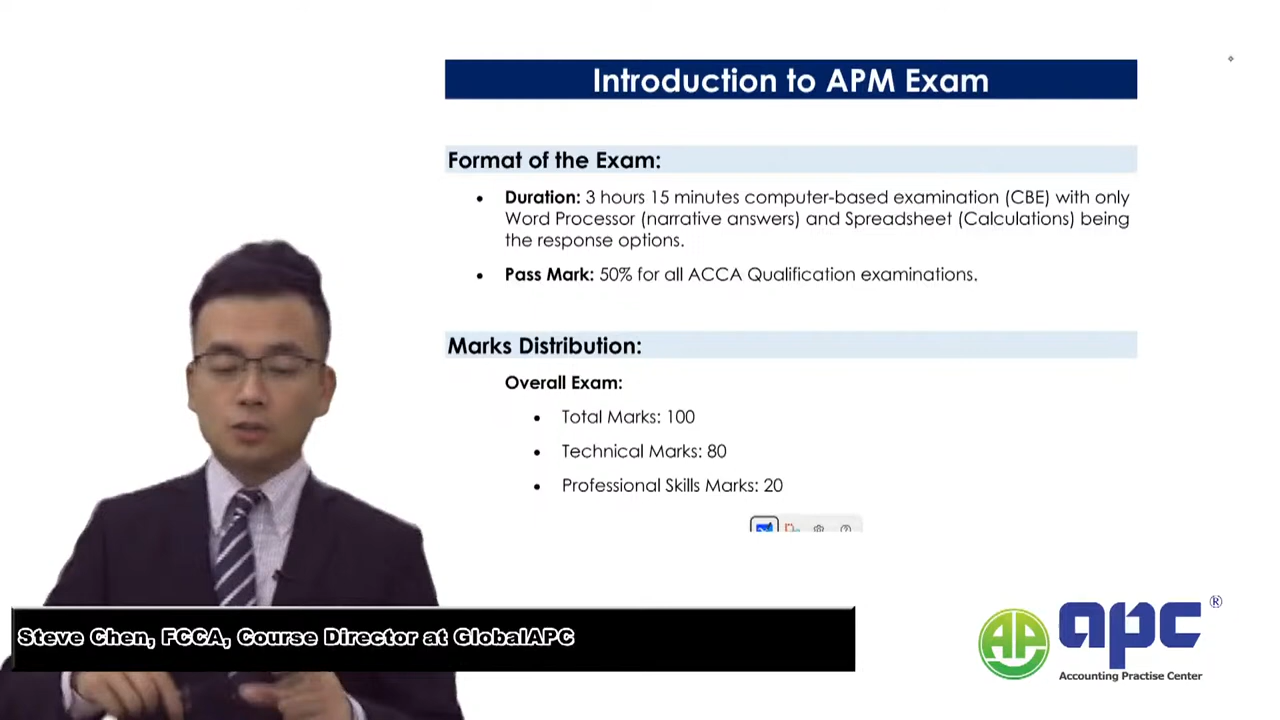 Introduction to APM Exam
Format of the Exam:
• Duration: 3 hours 15 minutes computer-based examination (CBE) with only
Word Processor (narrative answers) and Spreadsheet (Calculations) being
the response options.
• Pass Mark: 50% for all ACCA Qualification examinations.
Marks Distribution:
Overall Exam:
• Total Marks: 100
• Technical Marks: 80
• Professional Skills Marks: 20
Steve Chen, FCCA, Course Director at GlobalAPC
AP
apc®
Accounting Practise Center